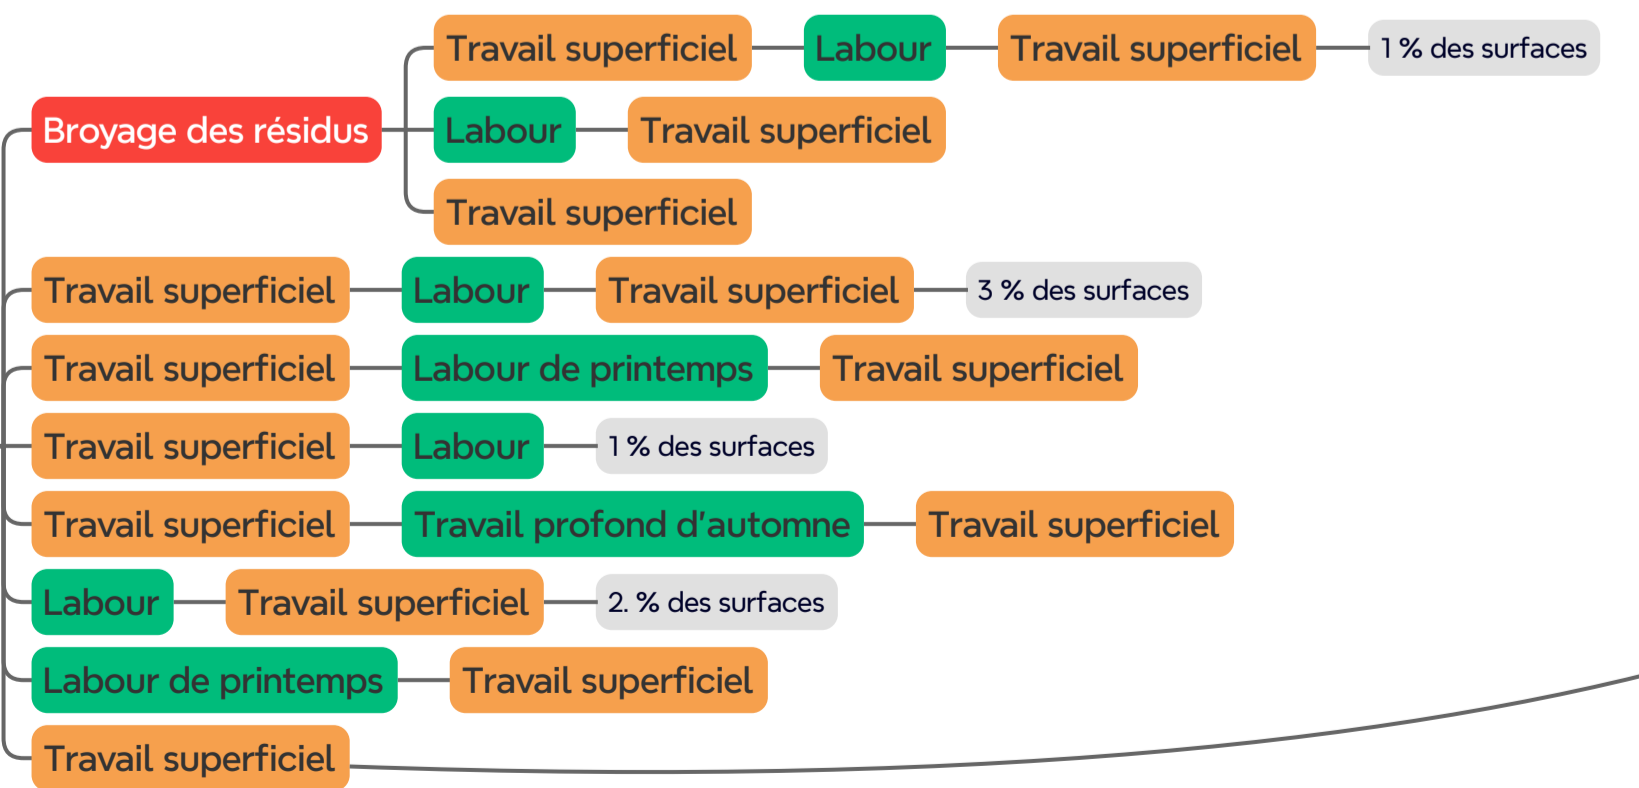 Travail superficiel Labour Travail superficiel 1 % des surfaces
Broyage des résidus Labour Travail superficiel
Travail superficiel
Travail superficiel Labour Travail superficiel 3 % des surfaces
Travail superficiel Labour de printemps Travail superficiel
Travail superficiel Labour 1 % des surfaces
Travail superficiel Travail profond d'automne Travail superficiel
Labour Travail superficiel 2. % des surfaces
Labour de printemps Travail superficiel
Travail superficiel